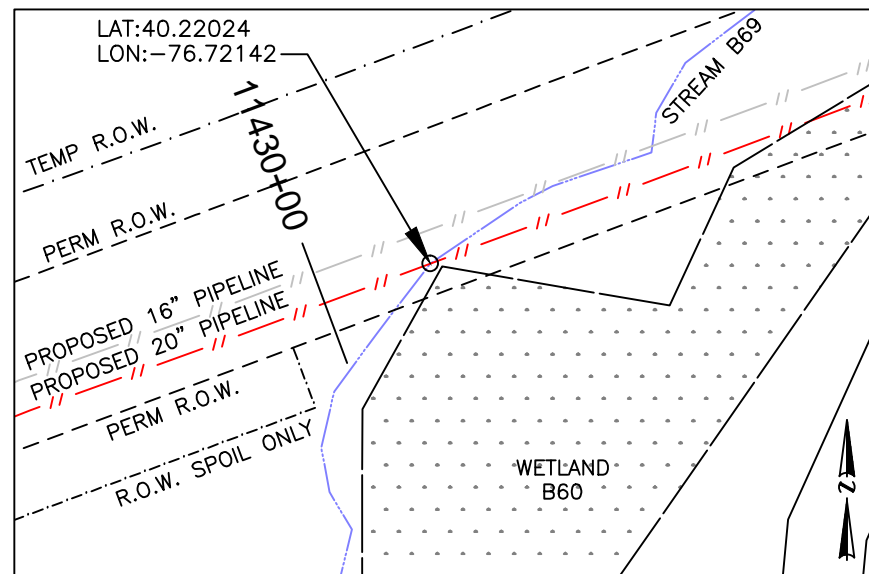 LAT:40.22024
LON:-76.72142
STREAM B69
11430+00
TEMP R.O.W.
PERM R.O.W.
PROPOSED 16" PIPELINE
PROPOSED 20" PIPELINE
PERM R.O.W.
R.O.W. SPOIL ONLY
WETLAND
B60
N